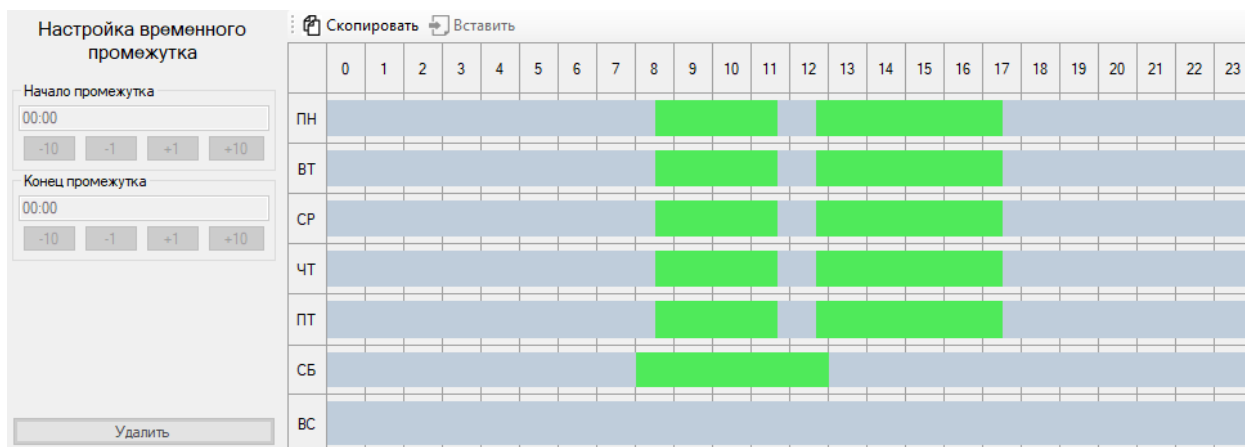 Настройка временного
промежутка
Начало промежутка
00:00
-10 -1 +1 +10
Конец промежутка
00:00
-10 -1 +1 +10
Удалить
Скопировать Вставить
0 1 2 3 4 5 6 7 8 9 10 11 12 13 14 15 16 17 18 19 20 21 22 23
ПН
ВТ
СР
ЧТ
ПТ
СБ
ВС